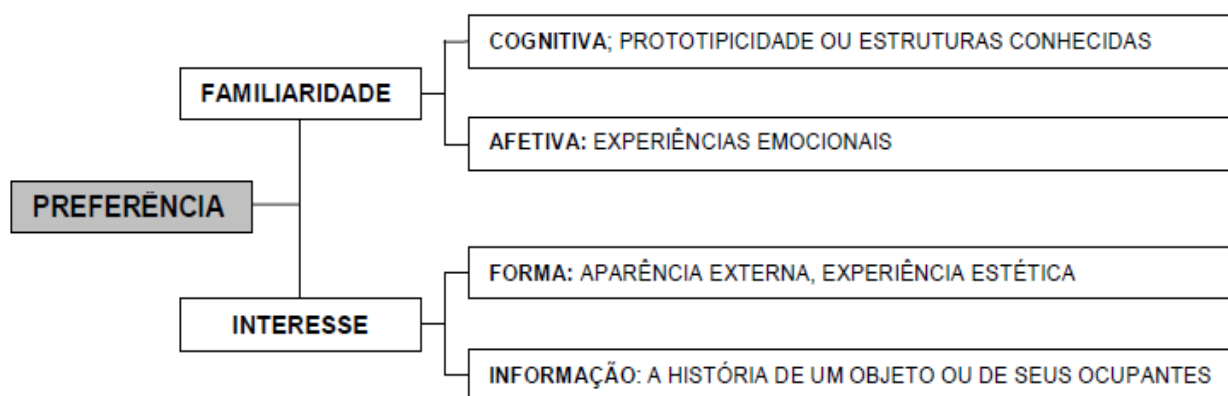 COGNITIVA; PROTOTIPICIDADE OU ESTRUTURAS CONHECIDAS
FAMILIARIDADE
AFETIVA: EXPERIÊNCIAS EMOCIONAIS
PREFERÊNCIA
FORMA: APARÊNCIA EXTERNA, EXPERIÊNCIA ESTÉTICA
INTERESSE
INFORMAÇÃO: A HISTÓRIA DE UM OBJETO OU DE SEUS OCUPANTES